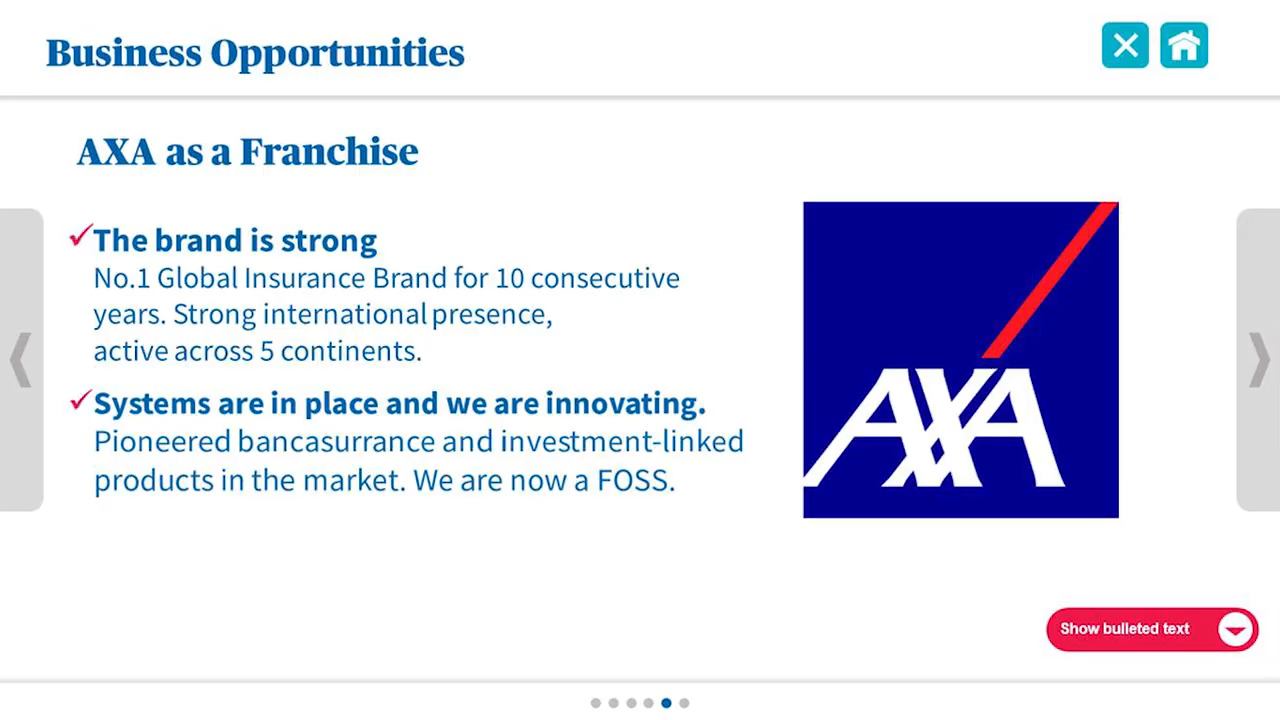 Business Opportunities
AXA as a Franchise
The brand is strong
No.1 Global Insurance Brand for 10 consecutive
years. Strong international presence,
active across 5 continents.
Systems are in place and we are innovating.
Pioneered bancasurrance and investment-linked
products in the market. We are now a FOSS.
AXA
Show bulleted text